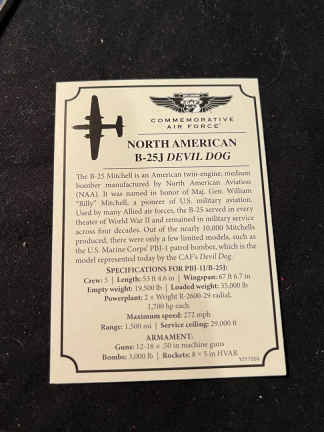 COMMEMORATIVE
AIR FORCE
NORTH AMERICAN
B-25J DEVIL DOG
The B-25 Mitchell is an American twin-engine, medium
bomber manufactured by North American Aviation
(NAA). It was named in honor of Maj. Gen. William
"Billy" Mitchell, a pioneer of U.S. military aviation.
Used by many Allied air forces, the B-25 served in every
theater of World War II and remained in military service
across four decades. Out of the nearly 10,000 Mitchells
produced, there were only a few limited models, such as
the U.S. Marine Corps' PBJ-1 patrol bomber, which is the
model represented today by the CAF's Devil Dog.
SPECIFICATIONS FOR PBJ-1J/B-25J:
Crew: 5 | Length: 53 ft 6 in | Wingspan: 67 ft 6.7 in
Empty weight: 19,500 lb | Loaded weight: 35,000 lb
Powerplant: 2 × Wright R-2600-29 radial,
1,700 hp each
Maximum speed: 272 mph
Range: 1,500 mi | Service ceiling: 29,000 ft
ARMAMENT:
Guns: 12-18 × .50 in machine guns
Bombs: 3,000 lb | Rockets: 8 × 5 in HVAR